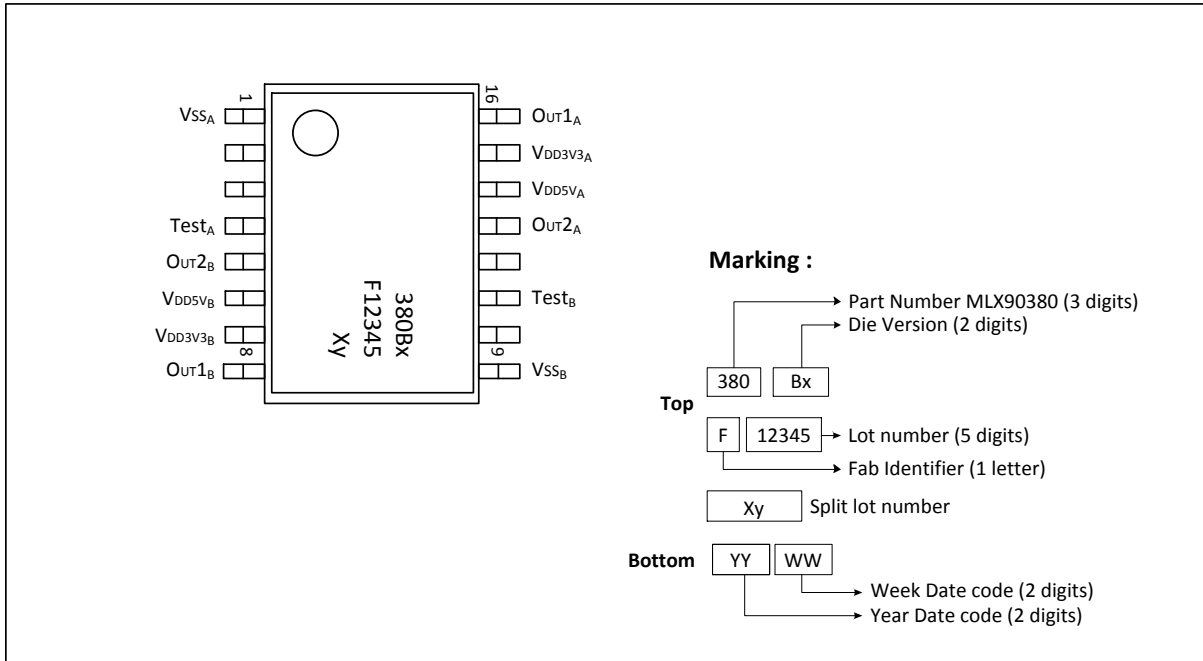 1
16
VSSA
OUT1A
VDD3V3A
VDD5VA
TestA
OUT2A
OUT2B
VDD5VB
TestB
VDD3V3B
8
9
OUT1B
VSSB
380Bx
F12345
Xy
Marking :
Part Number MLX90380 (3 digits)
Die Version (2 digits)
380 Bx
Top
F 12345 Lot number (5 digits)
Fab Identifier (1 letter)
Xy Split lot number
Bottom YY WW
Week Date code (2 digits)
Year Date code (2 digits)